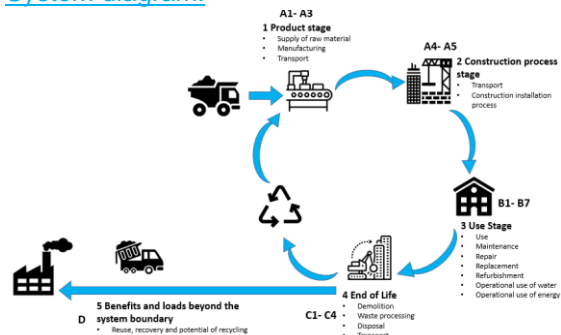 System diagram:
A1- A3
1 Product stage
• Supply of raw material
• Manufacturing
• Transport
A4- A5
2 Construction process
stage
• Transport
• Construction installation
process
B1- B7
3 Use Stage
• Use
• Maintenance
• Repair
• Replacement
• Refurbishment
• Operational use of water
• Operational use of energy
4 End of Life
C1- C4
• Demolition
• Waste processing
• Disposal
• Transport
5 Benefits and loads beyond the
D system boundary
• Reuse, recovery and potential of recycling